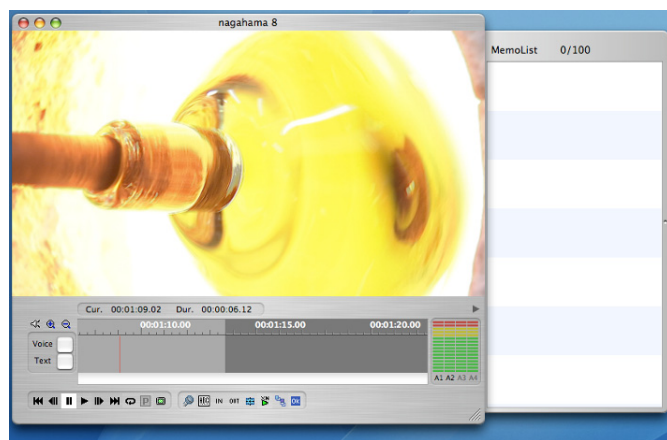 nagahama 8
MemoList 0/100
Cur. 00:01:09.02 Dur. 00:00:06.12
00:01:10.00 00:01:15.00 00:01:20.00
Voice
Text
A1 A2 A3 A4
P IN OUT